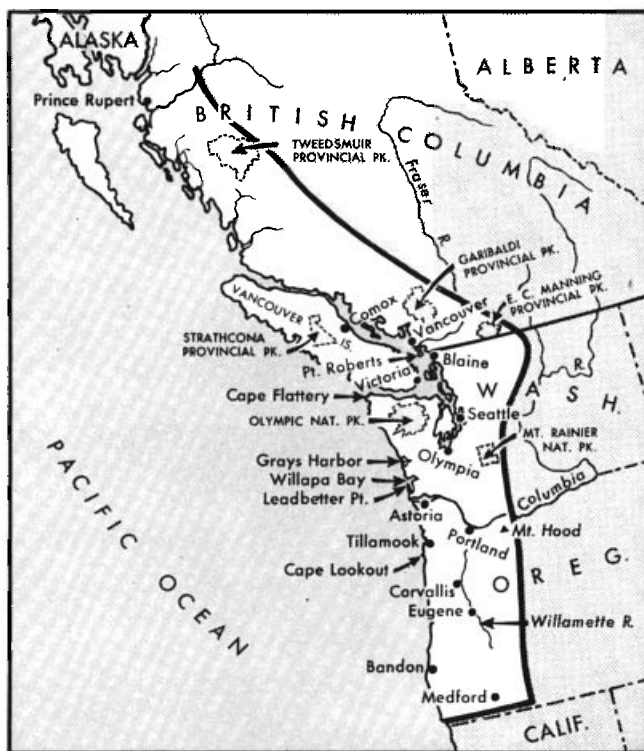 ALASKA
ALBERTA
Prince Rupert
BRITISH
COLUMBIA
TWEEDSMUIR
PROVINCIAL PK.
Fraser
R.
GARIBALDI
PROVINCIAL PK.
E. C. MANNING
PROVINCIAL PK.
VANCOUVER
IS.
Comox
Vancouver
STRATHCONA
PROVINCIAL PK.
Pt. Roberts
Blaine
Victoria
WASH.
R.
Cape Flattery
Seattle
OLYMPIC NAT. PK.
MT. RAINIER
NAT. PK.
Grays Harbor
Olympia
Willapa Bay
Leadbetter Pt.
Columbia
Astoria
Portland
Mt. Hood
Tillamook
Cape Lookout
OREG.
Corvallis
Eugene
Willamette R.
PACIFIC OCEAN
Bandon
Medford
CALIF.